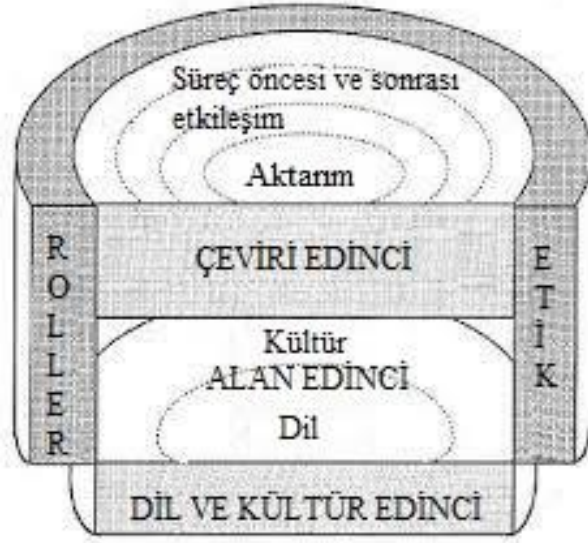 Süreç öncesi ve sonrası
etkileşim
Aktarım
ROLLER
ÇEVİRİ EDİNCİ
ETİK
Kültür
ALAN EDİNCİ
Dil
DİL VE KÜLTÜR EDİNCİ